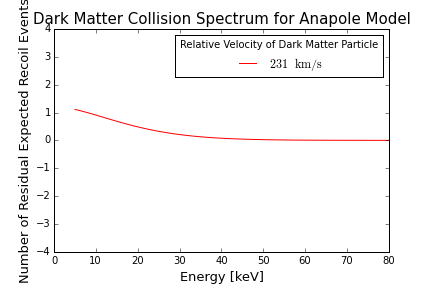 Dark Matter Collision Spectrum for Anapole Model
Number of Residual Expected Recoil Events
4
3
2
1
0
−1
−2
−3
−4
Relative Velocity of Dark Matter Particle
231 km/s
0 10 20 30 40 50 60 70 80
Energy [keV]